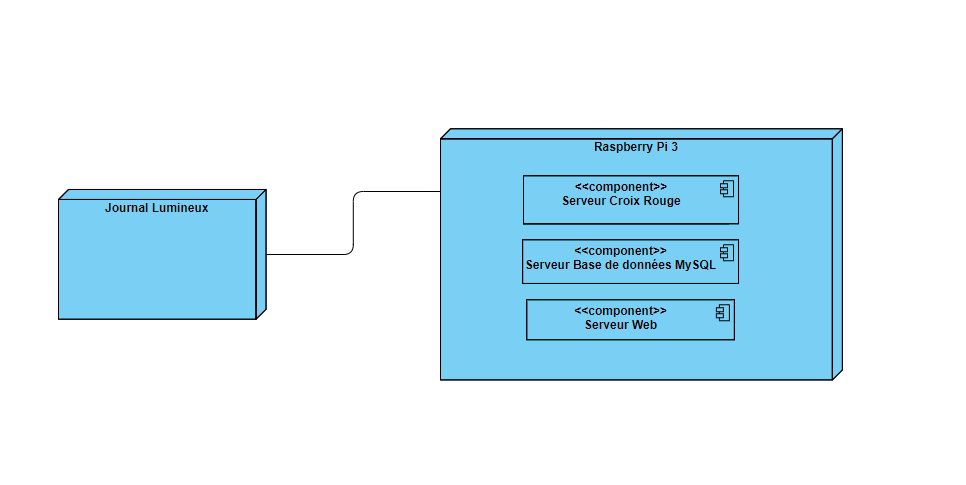 Journal Lumineux
Raspberry Pi 3
<<component>>
Serveur Croix Rouge
<<component>>
Serveur Base de données MySQL
<<component>>
Serveur Web